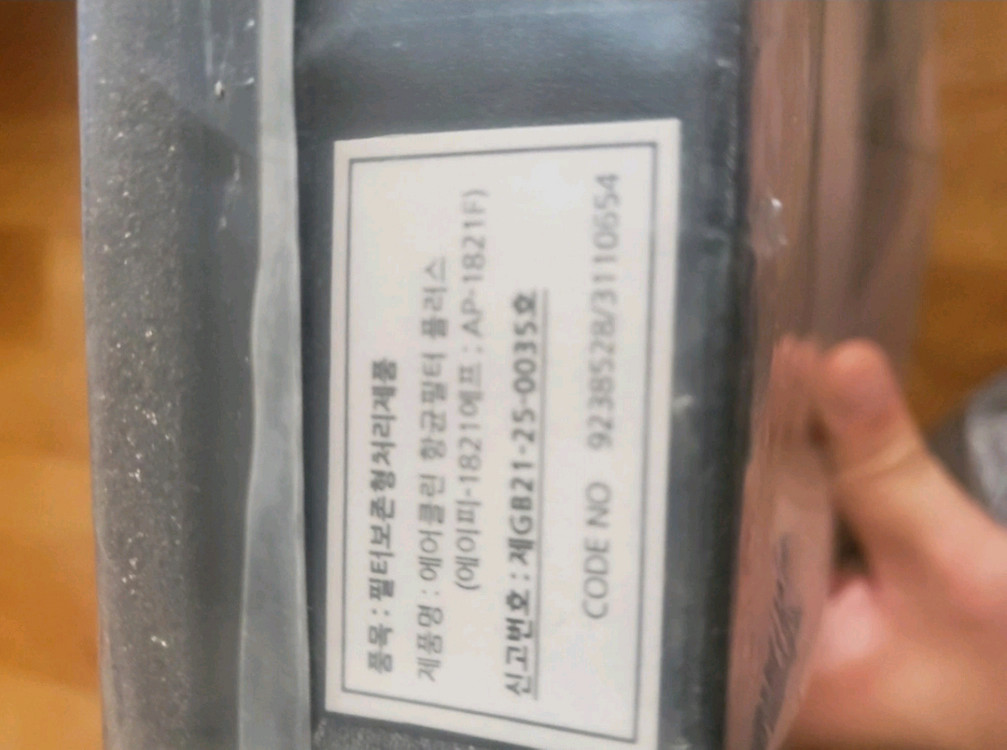 품목 : 필터보존형처리제품
제품명 : 에어클린 항균필터 플러스
(에이피-1821에프 : AP-1821F)
신고번호 : 제GB21-25-0035호
CODE NO 92385528/3110654